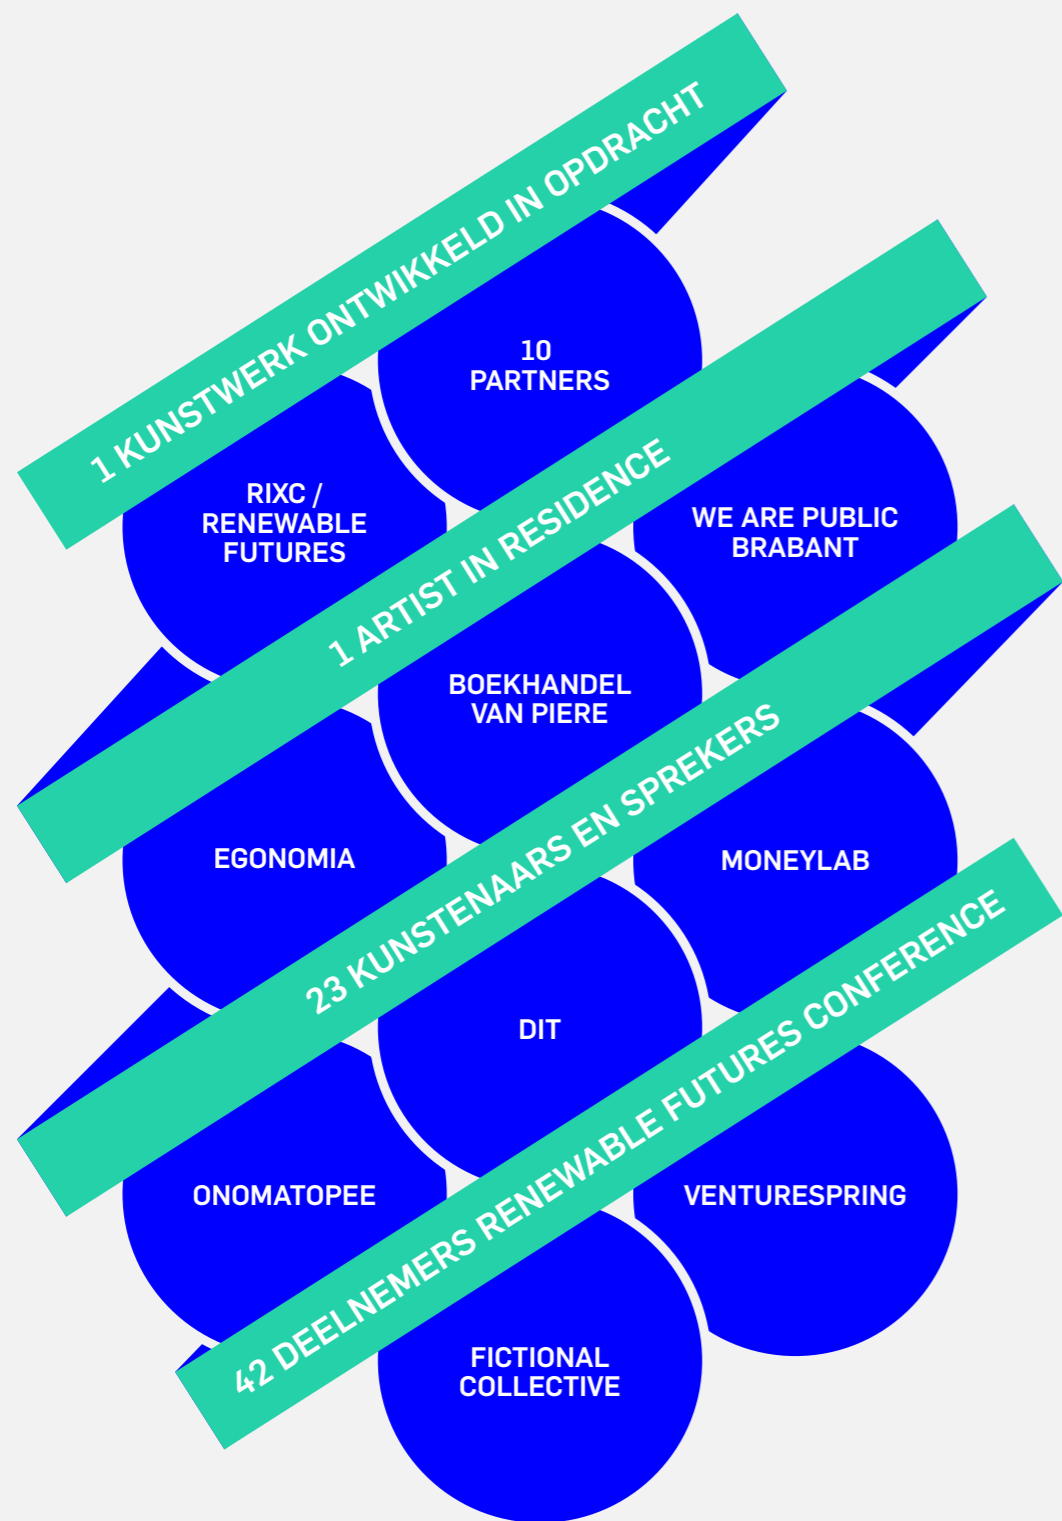 1 KUNSTWERK ONTWIKKELD IN OPDRACHT
10
PARTNERS
RIXC /
RENEWABLE
FUTURES
WE ARE PUBLIC
BRABANT
1 ARTIST IN RESIDENCE
BOEKHANDEL
VAN PIERE
EGONOMIA
MONEYLAB
23 KUNSTENAARS EN SPREKERS
DIT
ONOMATOPEE
VENTURESPRING
42 DEELNEMERS RENEWABLE FUTURES CONFERENCE
FICTIONAL
COLLECTIVE